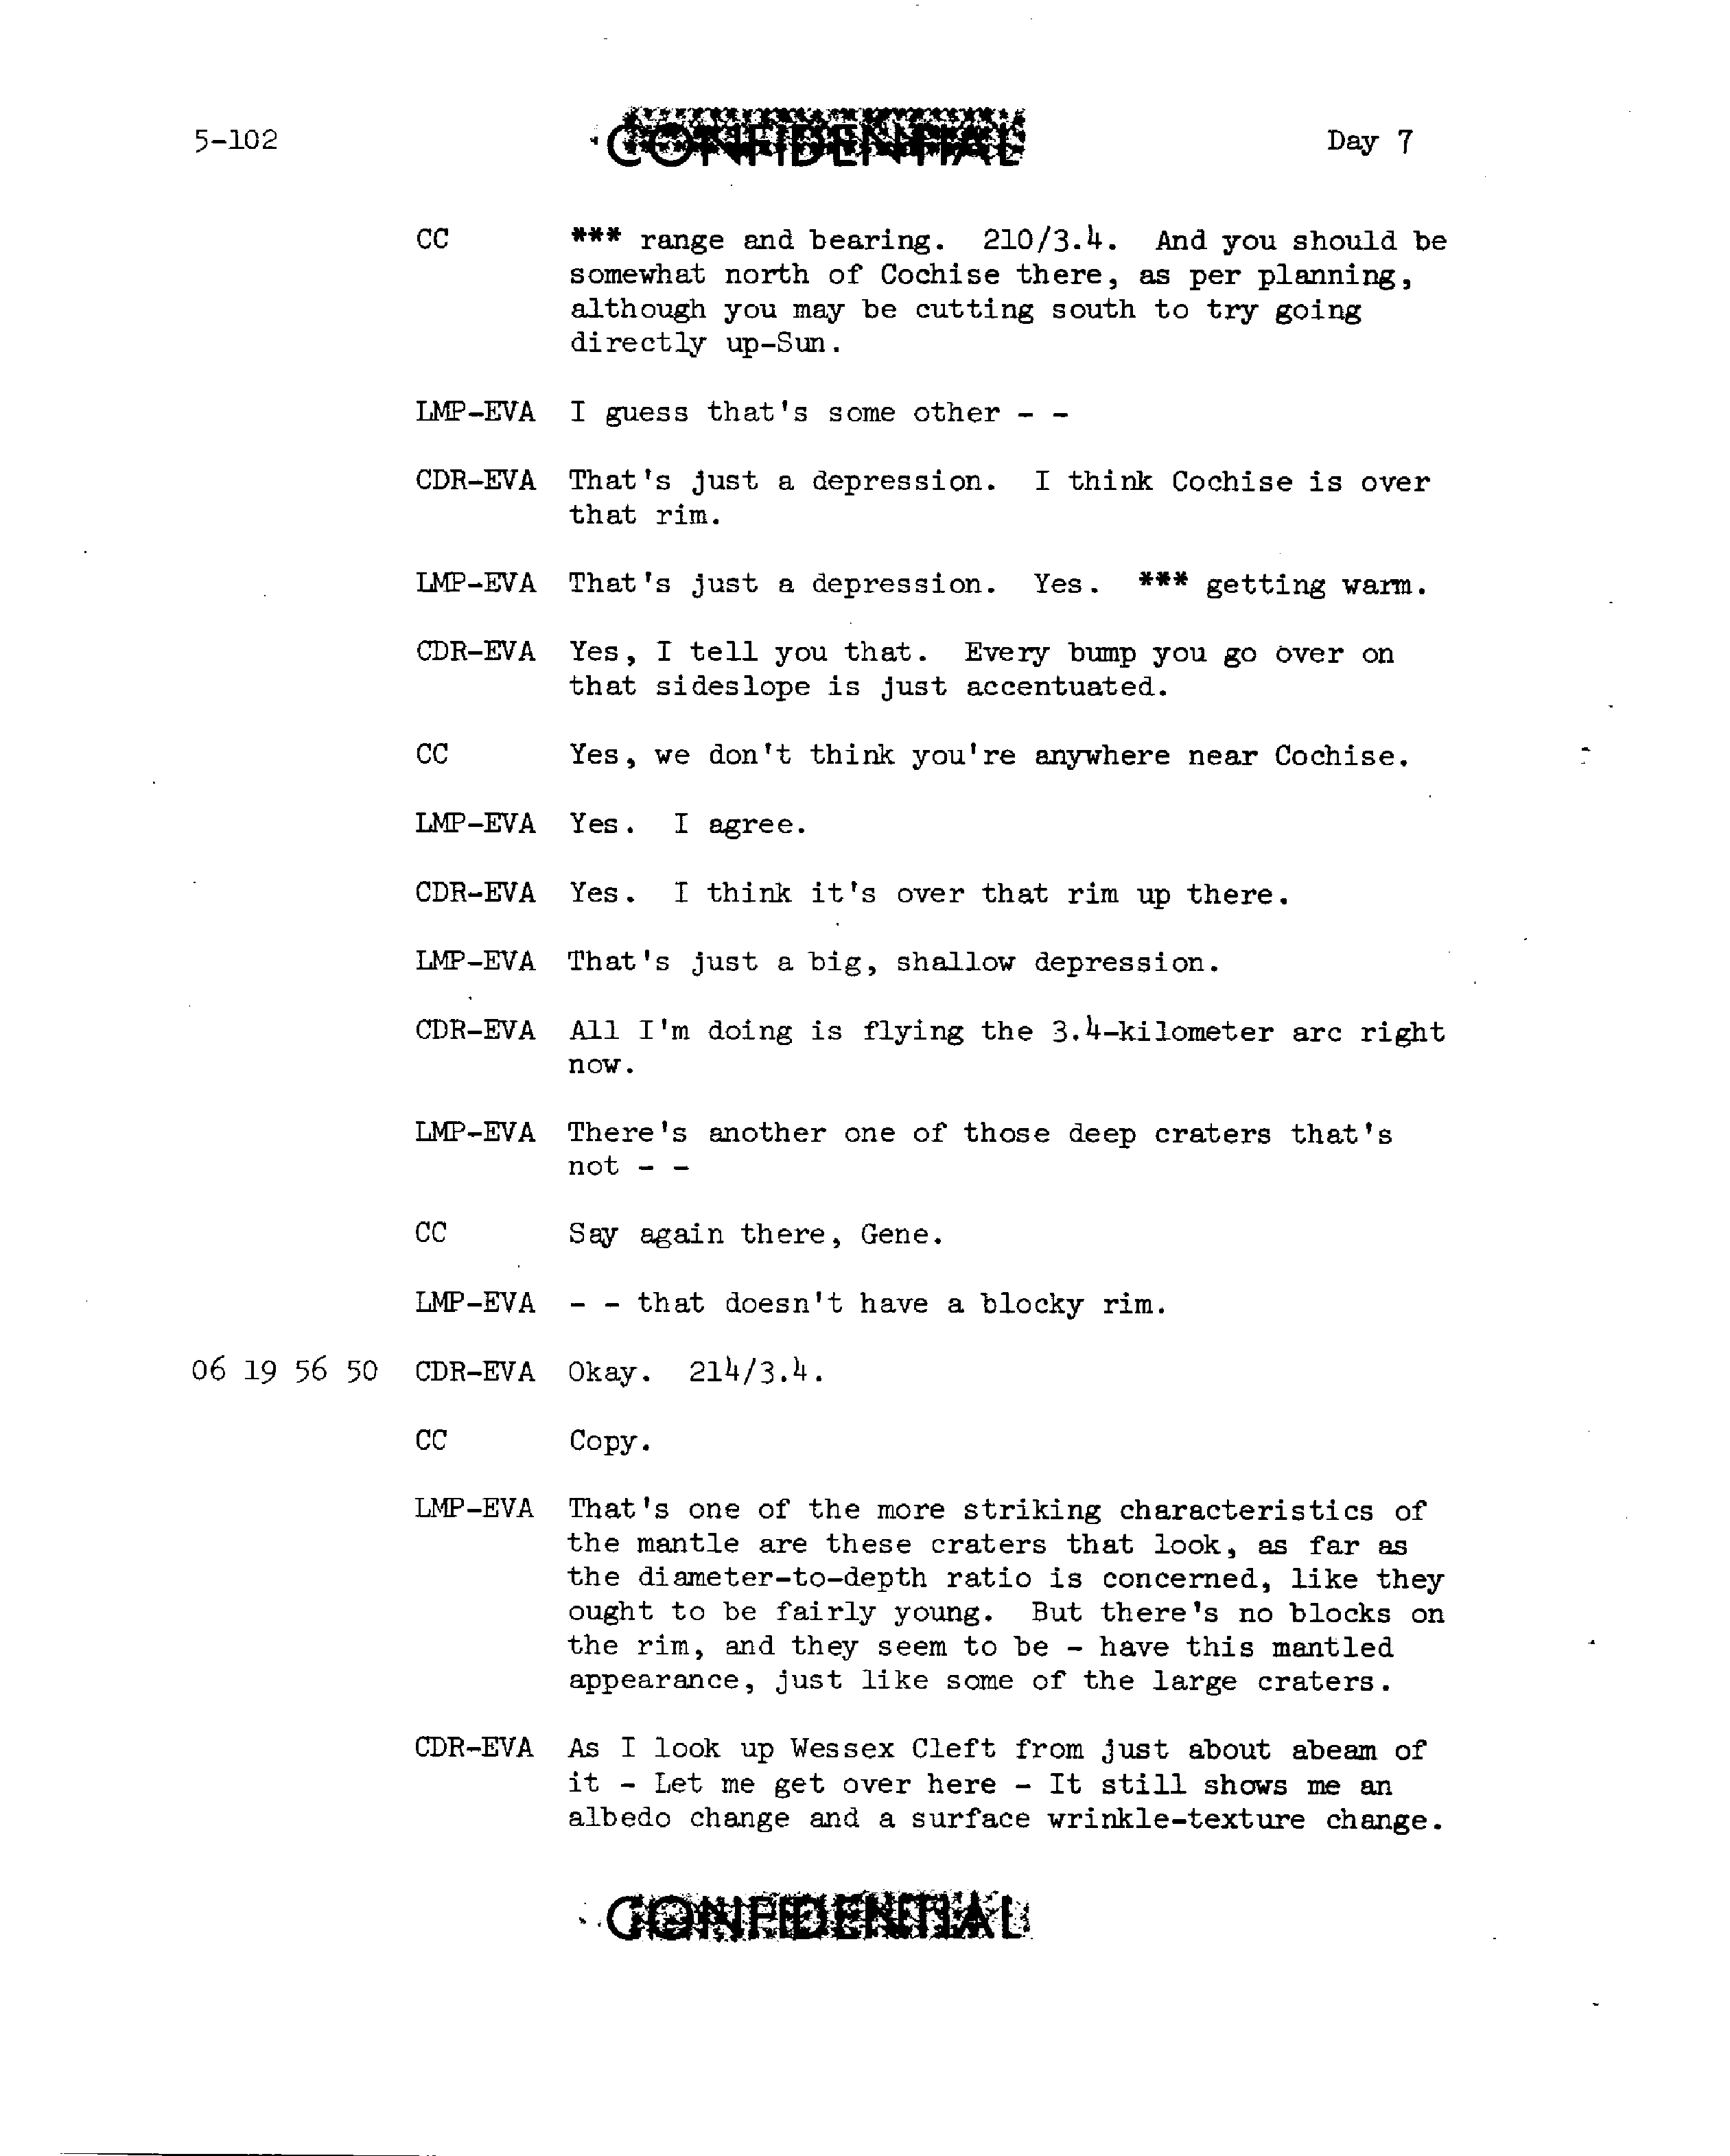 5-102 CONFIDENTIAL Day 7
CC *** range and bearing. 210/3.4. And you should be
somewhat north of Cochise there, as per planning,
although you may be cutting south to try going
directly up-Sun.
LMP-EVA I guess that's some other - -
CDR-EVA That's just a depression. I think Cochise is over
that rim.
LMP-EVA That's just a depression. Yes. *** getting warm.
CDR-EVA Yes, I tell you that. Every bump you go over on
that sideslope is just accentuated.
CC Yes, we don't think you're anywhere near Cochise.
LMP-EVA Yes. I agree.
CDR-EVA Yes. I think it's over that rim up there.
LMP-EVA That's just a big, shallow depression.
CDR-EVA All I'm doing is flying the 3.4-kilometer arc right
now.
LMP-EVA There's another one of those deep craters that's
not - -
CC Say again there, Gene.
LMP-EVA - - that doesn't have a blocky rim.
06 19 56 50 CDR-EVA Okay. 214/3.4.
CC Copy.
LMP-EVA That's one of the more striking characteristics of
the mantle are these craters that look, as far as
the diameter-to-depth ratio is concerned, like they
ought to be fairly young. But there's no blocks on
the rim, and they seem to be - have this mantled
appearance, just like some of the large craters.
CDR-EVA As I look up Wessex Cleft from just about abeam of
it - Let me get over here - It still shows me an
albedo change and a surface wrinkle-texture change.
CONFIDENTIAL